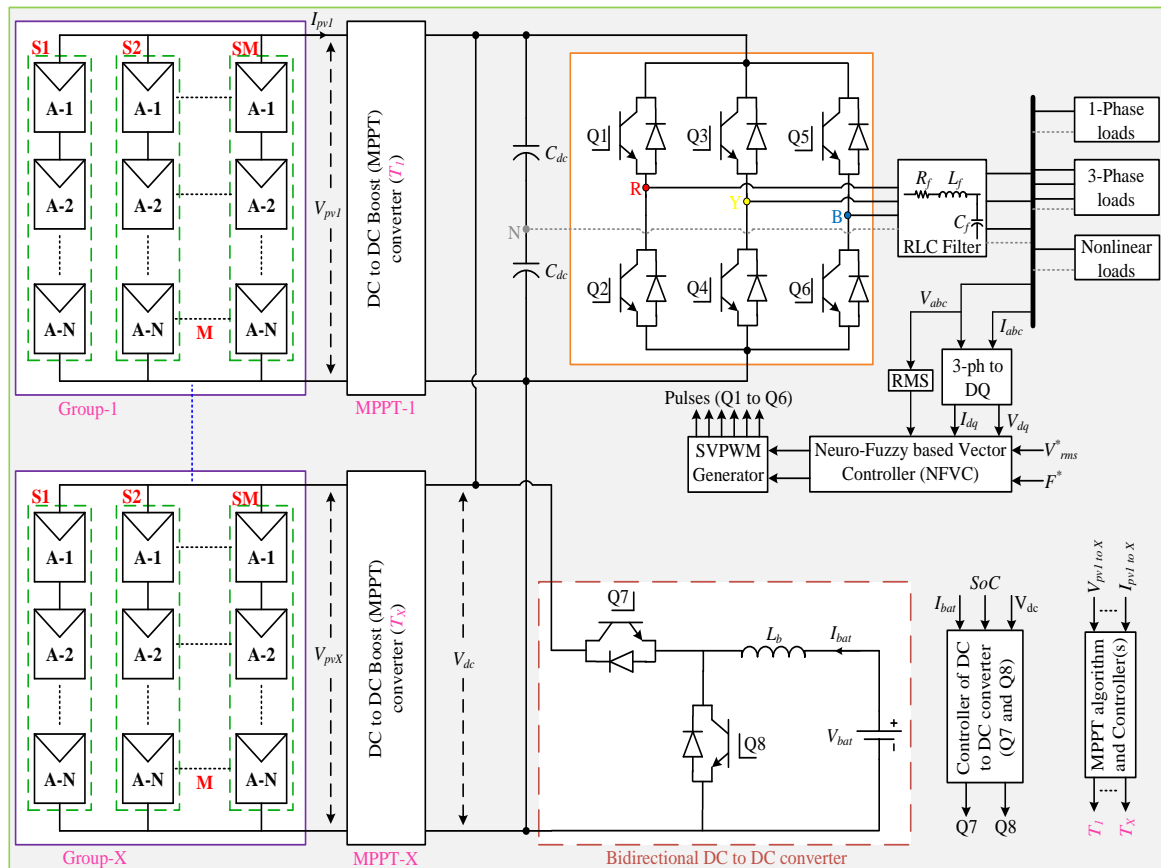 S1
S2
SM
A-1
A-1
A-1
A-2
A-2
A-2
A-N
A-N
A-N
M
Group-1
I_pv1
V_pv1
DC to DC Boost (MPPT)
converter (T_1)
MPPT-1
C_dc
N
C_dc
Q1
Q3
Q5
R
Y
B
Q2
Q4
Q6
R_f
L_f
C_f
RLC Filter
1-Phase
loads
3-Phase
loads
Nonlinear
loads
V_abc
I_abc
RMS
3-ph to
DQ
I_dq
V_dq
Pulses (Q1 to Q6)
SVPWM
Generator
Neuro-Fuzzy based Vector
Controller (NFVC)
V*_rms
F*
S1
S2
SM
A-1
A-1
A-1
A-2
A-2
A-2
A-N
A-N
A-N
M
Group-X
V_pvX
DC to DC Boost (MPPT)
converter (T_X)
MPPT-X
V_dc
Q7
L_b
I_bat
Q8
V_bat
+
-
Bidirectional DC to DC converter
I_bat
SoC
V_dc
Controller of DC
to DC converter
(Q7 and Q8)
Q7
Q8
V_pv1 to X
I_pv1 to X
MPPT algorithm
and Controller(s)
T_1
T_X